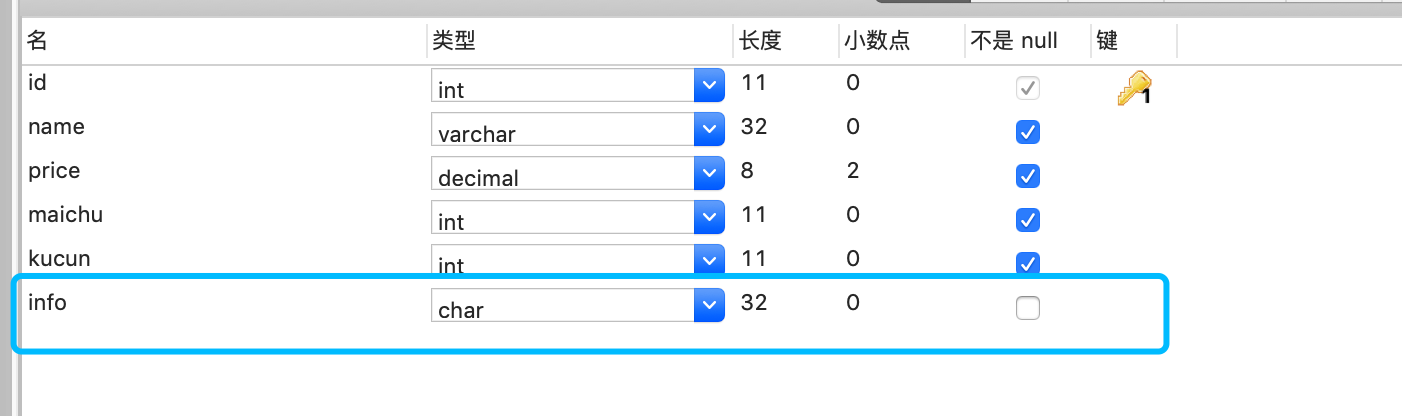 名 类型 长度 小数点 不是 null 键
id int 11 0 1
name varchar 32 0
price decimal 8 2
maichu int 11 0
kucun int 11 0
info char 32 0